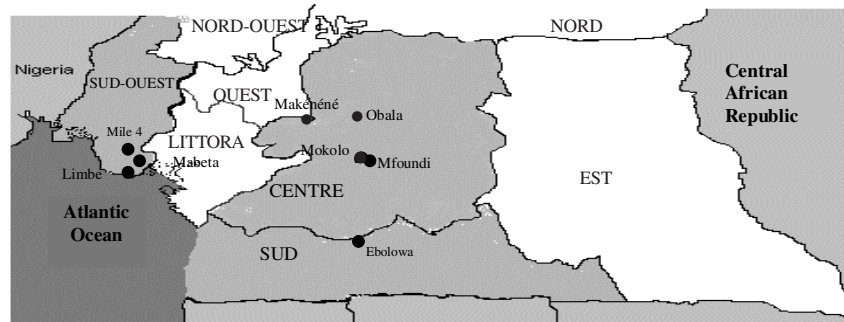 NORD-OUEST
NORD
Nigeria
SUD-OUEST
Central
African
Republic
OUEST
Makénéné
Obala
Mile 4
LITTORA
Mokolo
Mabeta
Mfoundi
Limbe
CENTRE
EST
Atlantic
Ocean
SUD
Ebolowa